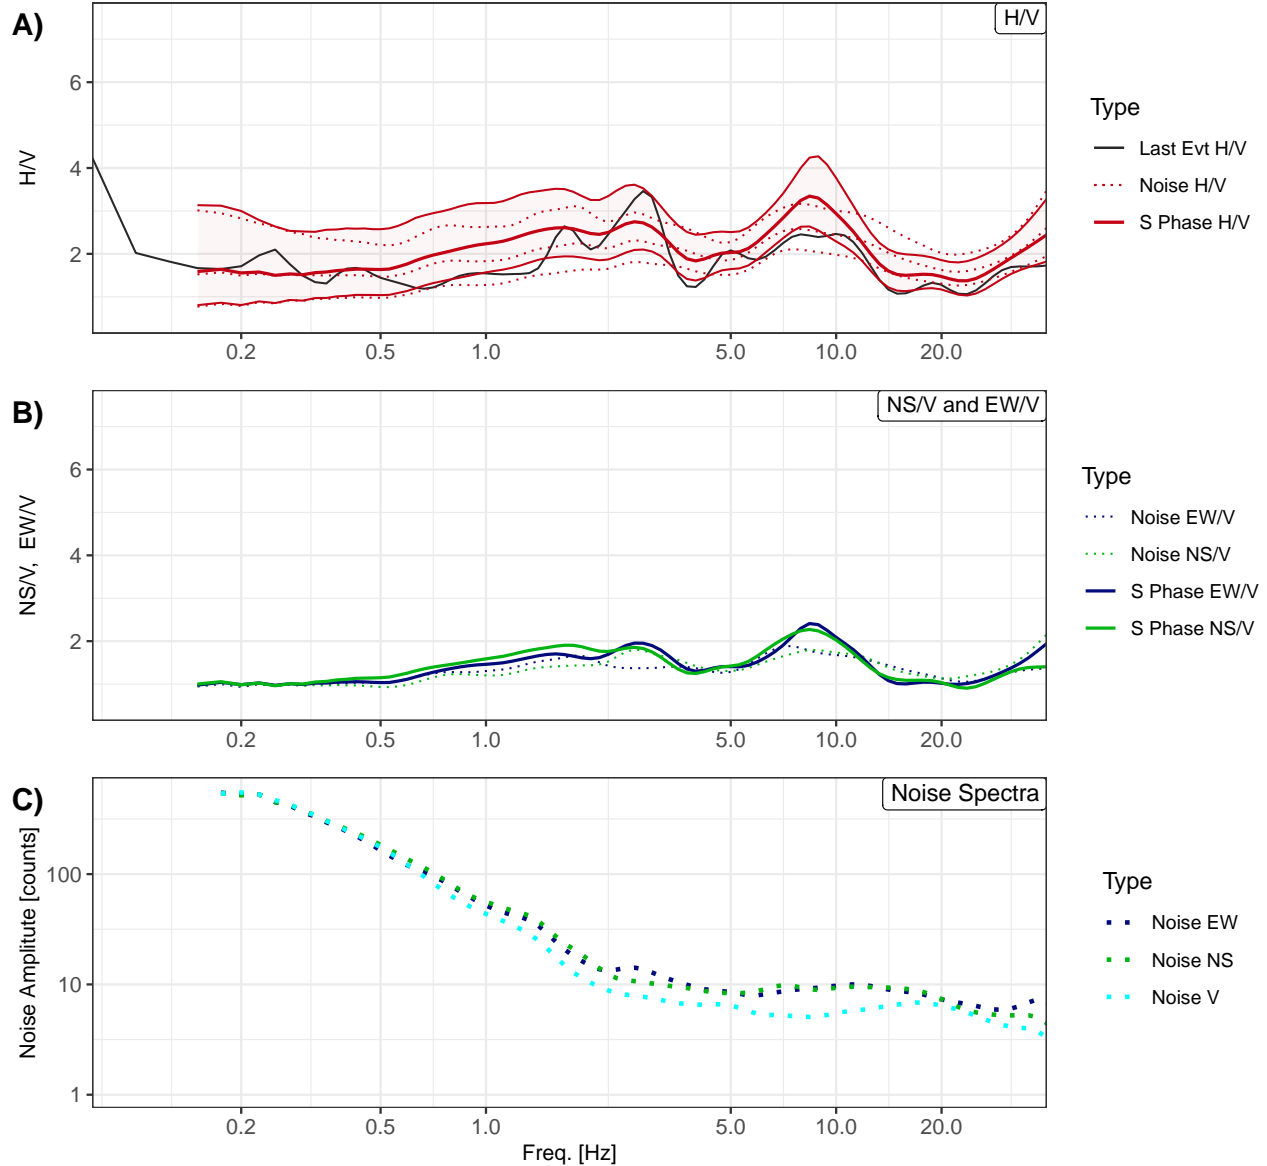 A)
H/V
H/V
6
4
2
0.2 0.5 1.0 5.0 10.0 20.0
Type
Last Evt H/V
Noise H/V
S Phase H/V
B)
NS/V and EW/V
NS/V, EW/V
6
4
2
0.2 0.5 1.0 5.0 10.0 20.0
Type
Noise EW/V
Noise NS/V
S Phase EW/V
S Phase NS/V
C)
Noise Spectra
Noise Amplitute [counts]
100
10
1
0.2 0.5 1.0 5.0 10.0 20.0
Freq. [Hz]
Type
Noise EW
Noise NS
Noise V